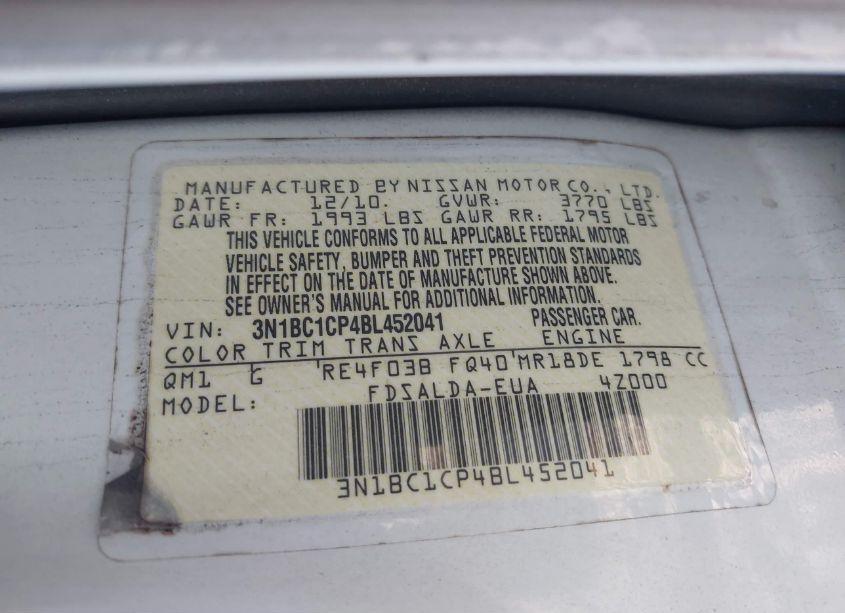 MANUFACTURED BY NISSAN MOTOR CO., LTD.
DATE: 12/10. GVWR: 3770 LBS
GAWR FR: 1993 LBS GAWR RR: 1795 LBS
THIS VEHICLE CONFORMS TO ALL APPLICABLE FEDERAL MOTOR
VEHICLE SAFETY, BUMPER AND THEFT PREVENTION STANDARDS
IN EFFECT ON THE DATE OF MANUFACTURE SHOWN ABOVE.
SEE OWNER'S MANUAL FOR ADDITIONAL GUIDELINES.
VIN: 3N1BC1CP4BL452041 PASSENGER CAR.
COLOR TRIM TRANS AXLE ENGINE
QM1 G RE4F03B FQ40 MR18DE 1798 CC
MODEL: FDSALDA-EUA 4Z000
3N1BC1CP4BL452041